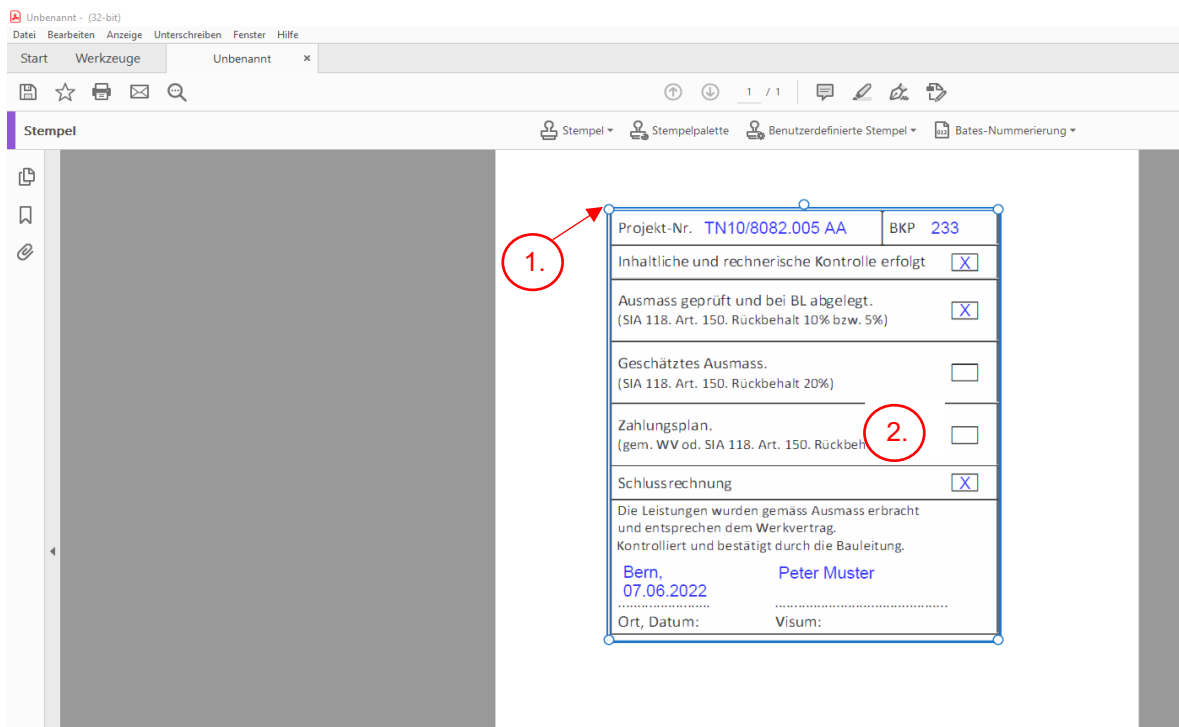 Unbenannt - (32-bit)
Datei Bearbeiten Anzeige Unterschreiben Fenster Hilfe
Start Werkzeuge Unbenannt ×
1 / 1
Stempel Stempel Stempelpalette Benutzerdefinierte Stempel Bates-Nummerierung
Projekt-Nr. TN10/8082.005 AA BKP 233
1. Inhaltliche und rechnerische Kontrolle erfolgt X
Ausmass geprüft und bei BL abgelegt. X
(SIA 118. Art. 150. Rückbehalt 10% bzw. 5%)
Geschätztes Ausmass.
(SIA 118. Art. 150. Rückbehalt 20%)
Zahlungsplan. 2.
(gem. WV od. SIA 118. Art. 150. Rückbeh
Schlussrechnung X
Die Leistungen wurden gemäss Ausmass erbracht
und entsprechen dem Werkvertrag.
Kontrolliert und bestätigt durch die Bauleitung.
Bern, Peter Muster
07.06.2022
Ort, Datum: Visum: